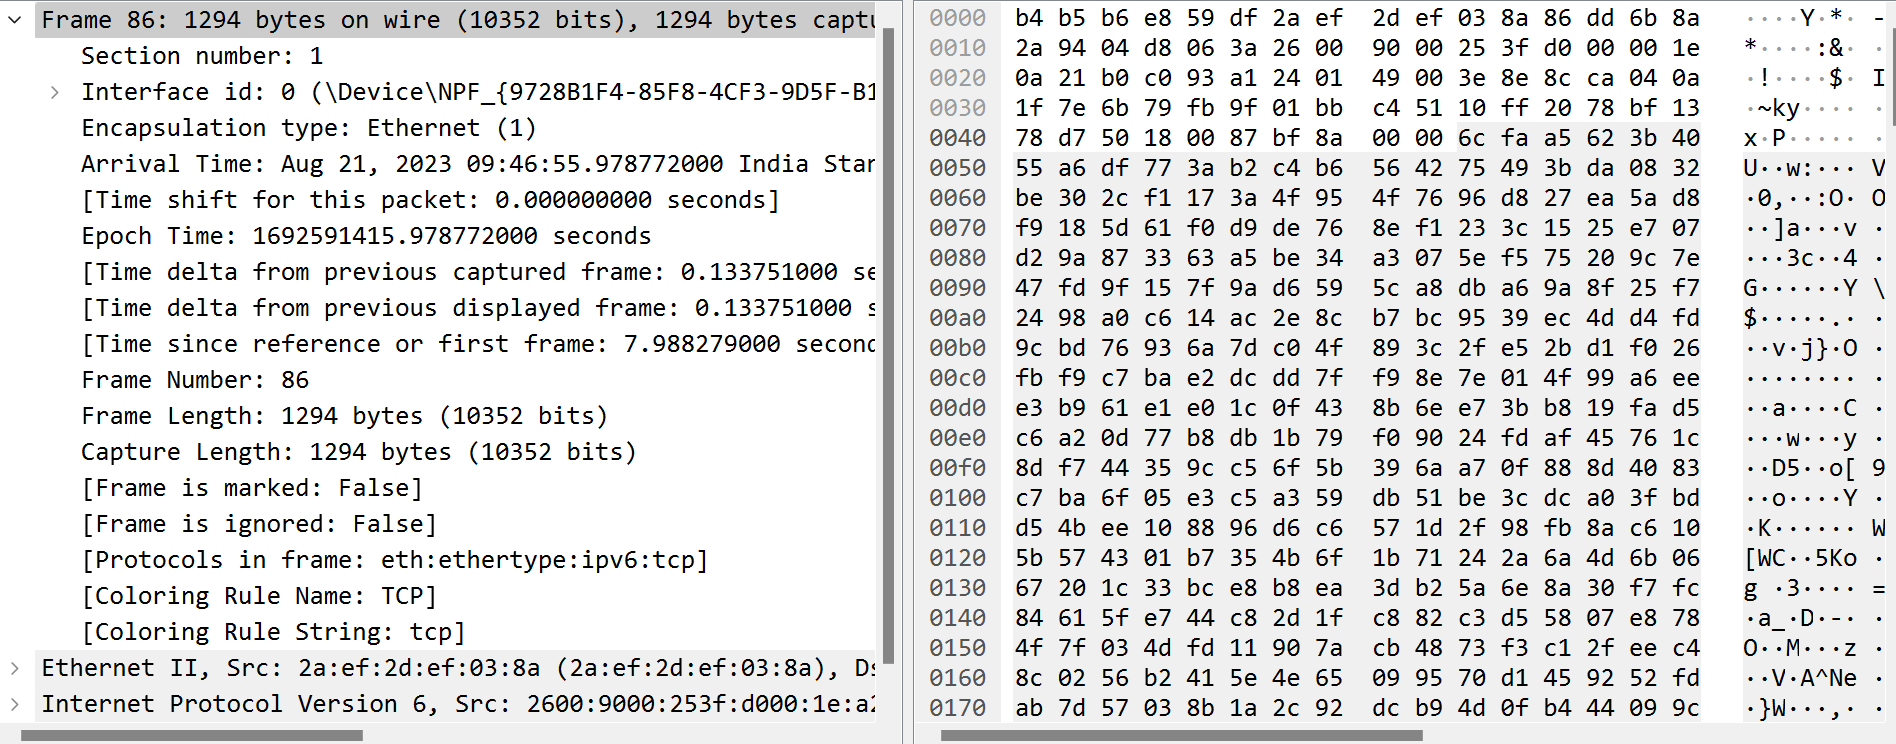 Frame 86: 1294 bytes on wire (10352 bits), 1294 bytes captu
Section number: 1
Interface id: 0 (\Device\NPF_{9728B1F4-85F8-4CF3-9D5F-B1
Encapsulation type: Ethernet (1)
Arrival Time: Aug 21, 2023 09:46:55.978772000 India Stan
[Time shift for this packet: 0.000000000 seconds]
Epoch Time: 1692591415.978772000 seconds
[Time delta from previous captured frame: 0.133751000 se
[Time delta from previous displayed frame: 0.133751000 s
[Time since reference or first frame: 7.988279000 second
Frame Number: 86
Frame Length: 1294 bytes (10352 bits)
Capture Length: 1294 bytes (10352 bits)
[Frame is marked: False]
[Frame is ignored: False]
[Protocols in frame: eth:ethertype:ipv6:tcp]
[Coloring Rule Name: TCP]
[Coloring Rule String: tcp]
Ethernet II, Src: 2a:ef:2d:ef:03:8a (2a:ef:2d:ef:03:8a), Ds
Internet Protocol Version 6, Src: 2600:9000:253f:d000:1e:a2
0000 b4 b5 b6 e8 59 df 2a ef 2d ef 03 8a 86 dd 6b 8a ····Y·*· -
0010 2a 94 04 d8 06 3a 26 00 90 00 25 3f d0 00 00 1e *····:&· ·
0020 0a 21 b0 c0 93 a1 24 01 49 00 3e 8e 8c ca 04 0a ·!····$· I
0030 1f 7e 6b 79 fb 9f 01 bb c4 51 10 ff 20 78 bf 13 ·~ky···· ·
0040 78 d7 50 18 00 87 bf 8a 00 00 6c fa a5 62 3b 40 x·P····· ·
0050 55 a6 df 77 3a b2 c4 b6 56 42 75 49 3b da 08 32 U··w:··· V
0060 be 30 2c f1 17 3a 4f 95 4f 76 96 d8 27 ea 5a d8 ·0,··:O· O
0070 f9 18 5d 61 f0 d9 de 76 8e f1 23 3c 15 25 e7 07 ··]a···v ·
0080 d2 9a 87 33 63 a5 be 34 a3 07 5e f5 75 20 9c 7e ···3c··4 ·
0090 47 fd 9f 15 7f 9a d6 59 5c a8 db a6 9a 8f 25 f7 G······Y \
00a0 24 98 a0 c6 14 ac 2e 8c b7 bc 95 39 ec 4d d4 fd $·····.· ·
00b0 9c bd 76 93 6a 7d c0 4f 89 3c 2f e5 2b d1 f0 26 ··v·j}·O ·
00c0 fb f9 c7 ba e2 dc dd 7f f9 8e 7e 01 4f 99 a6 ee ········ ·
00d0 e3 b9 61 e1 e0 1c 0f 43 8b 6e e7 3b b8 19 fa d5 ··a····C ·
00e0 c6 a2 0d 77 b8 db 1b 79 f0 90 24 fd af 45 76 1c ···w···y ·
00f0 8d f7 44 35 9c c5 6f 5b 39 6a a7 0f 88 8d 40 83 ··D5··o[ 9
0100 c7 ba 6f 05 e3 c5 a3 59 db 51 be 3c dc a0 3f bd ··o····Y ·
0110 d5 4b ee 10 88 96 d6 c6 57 1d 2f 98 fb 8a c6 10 ·K······ W
0120 5b 57 43 01 b7 35 4b 6f 1b 71 24 2a 6a 4d 6b 06 [WC··5Ko ·
0130 67 20 1c 33 bc e8 b8 ea 3d b2 5a 6e 8a 30 f7 fc g ·3···· =
0140 84 61 5f e7 44 c8 2d 1f c8 82 c3 d5 58 07 e8 78 ·a_·D·-· ·
0150 4f 7f 03 4d fd 11 90 7a cb 48 73 f3 c1 2f ee c4 O··M···z ·
0160 8c 02 56 b2 41 5e 4e 65 09 95 70 d1 45 92 52 fd ··V·A^Ne ·
0170 ab 7d 57 03 8b 1a 2c 92 dc b9 4d 0f b4 44 09 9c ·}W···,· ·